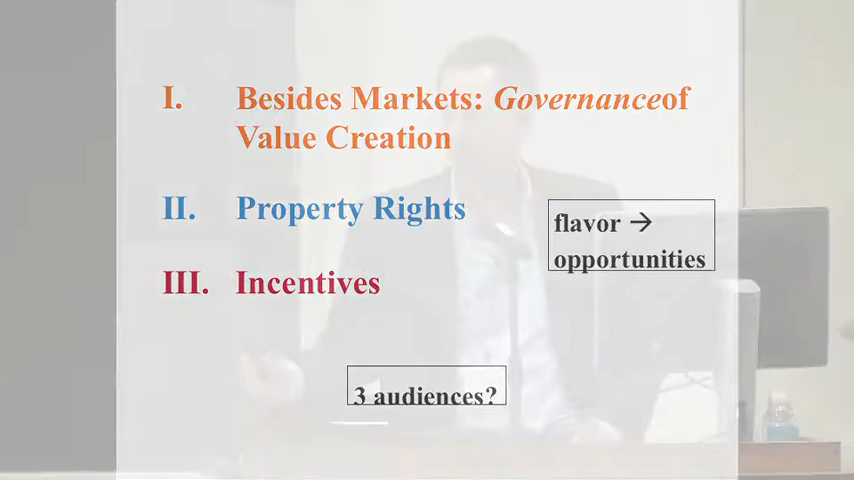 I. Besides Markets: Governanceof
Value Creation
II. Property Rights
flavor →
opportunities
III. Incentives
3 audiences?